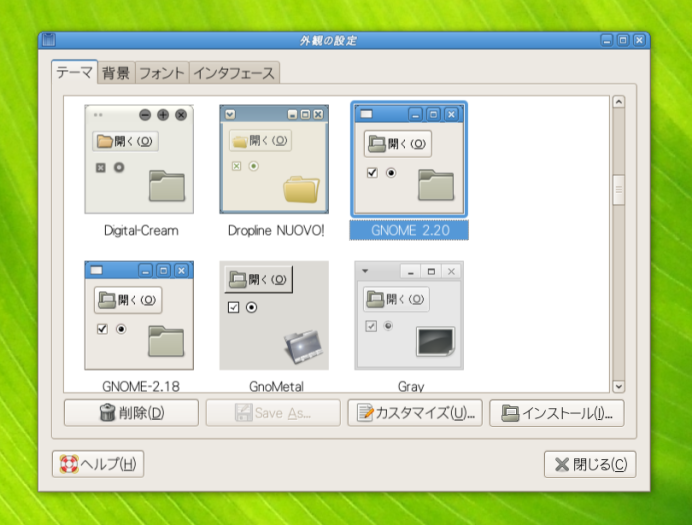 外観の設定
テーマ 背景 フォント インタフェース
開く(O) 開く(O) 開く(O)
Digital-Cream Dropline NUOVO! GNOME 2.20
開く(O) 開く(O) 開く(O)
GNOME-2.18 GnoMetal Gray
削除(D) Save As... カスタマイズ(U)... インストール(I)...
ヘルプ(H) 閉じる(C)